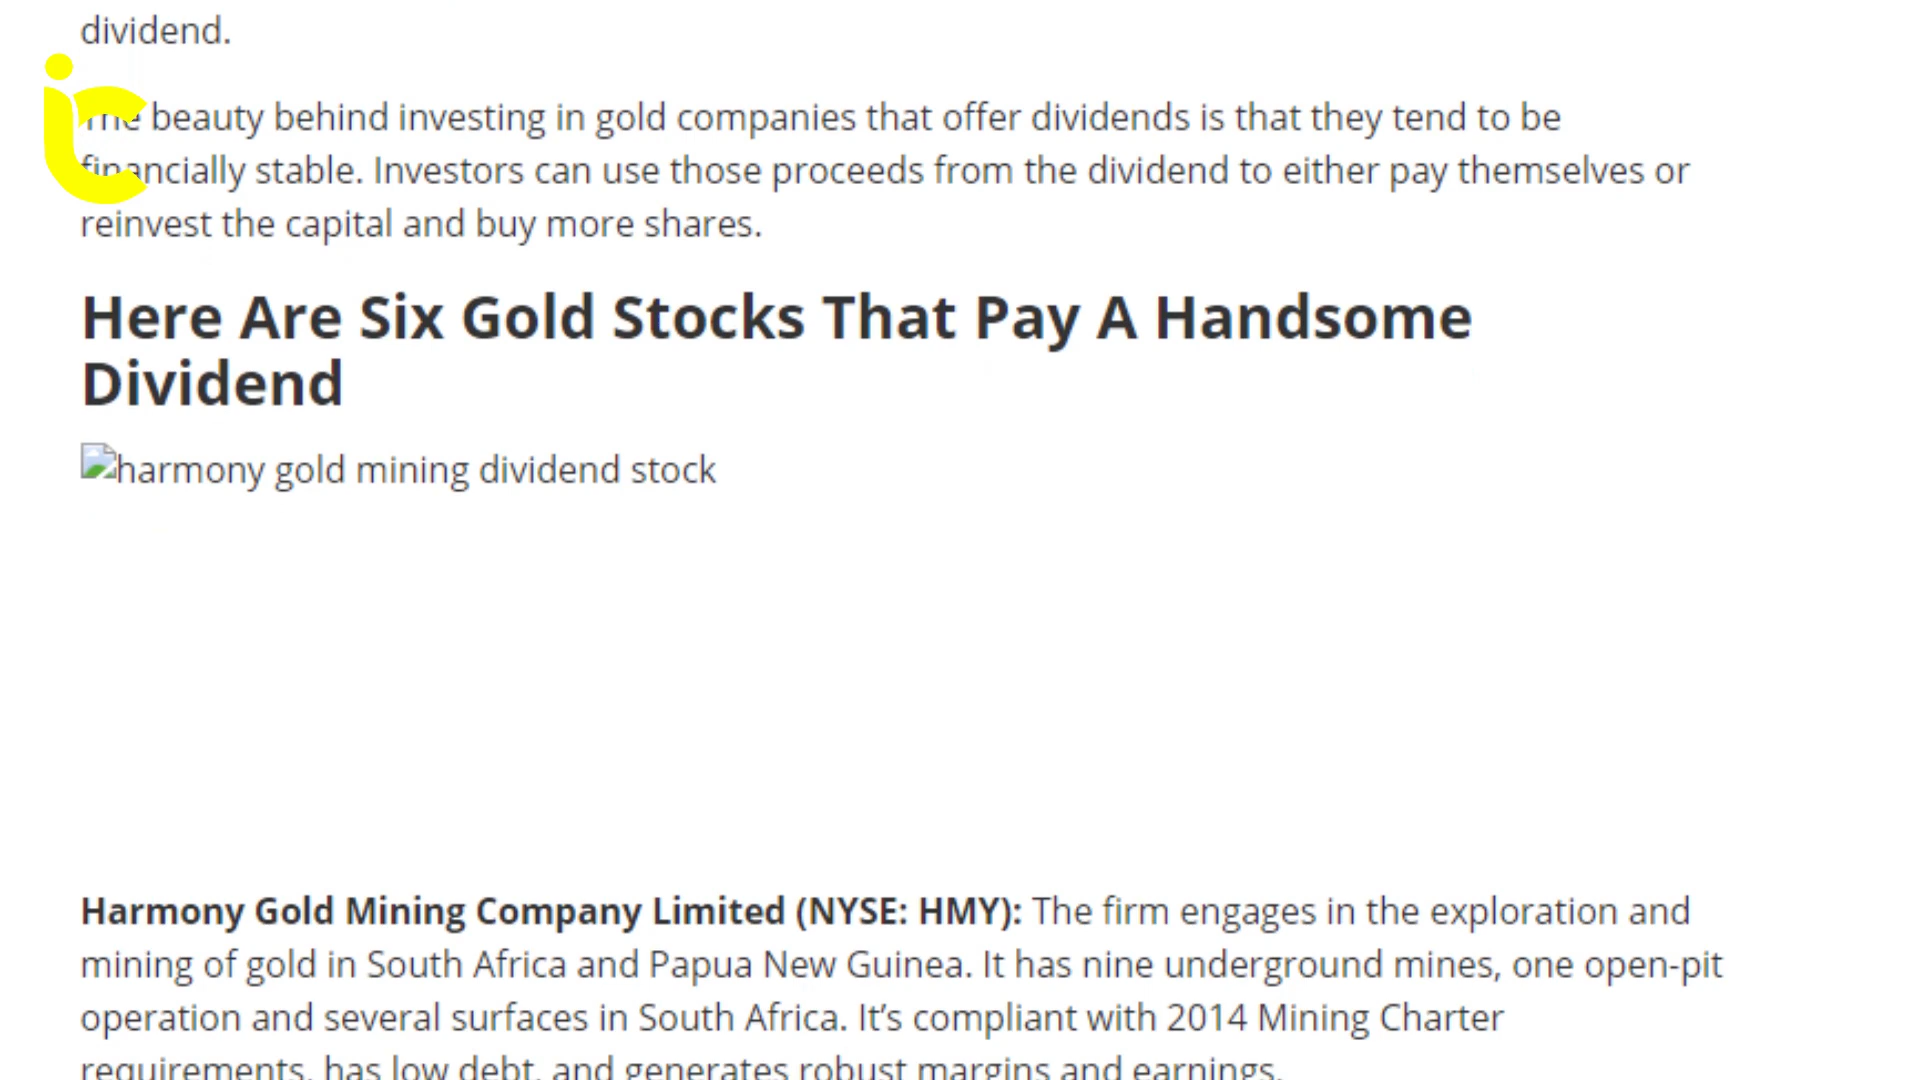 dividend.
The beauty behind investing in gold companies that offer dividends is that they tend to be
financially stable. Investors can use those proceeds from the dividend to either pay themselves or
reinvest the capital and buy more shares.
Here Are Six Gold Stocks That Pay A Handsome
Dividend
harmony gold mining dividend stock
Harmony Gold Mining Company Limited (NYSE: HMY): The firm engages in the exploration and
mining of gold in South Africa and Papua New Guinea. It has nine underground mines, one open-pit
operation and several surfaces in South Africa. It’s compliant with 2014 Mining Charter
requirements, has low debt, and generates robust margins and earnings.